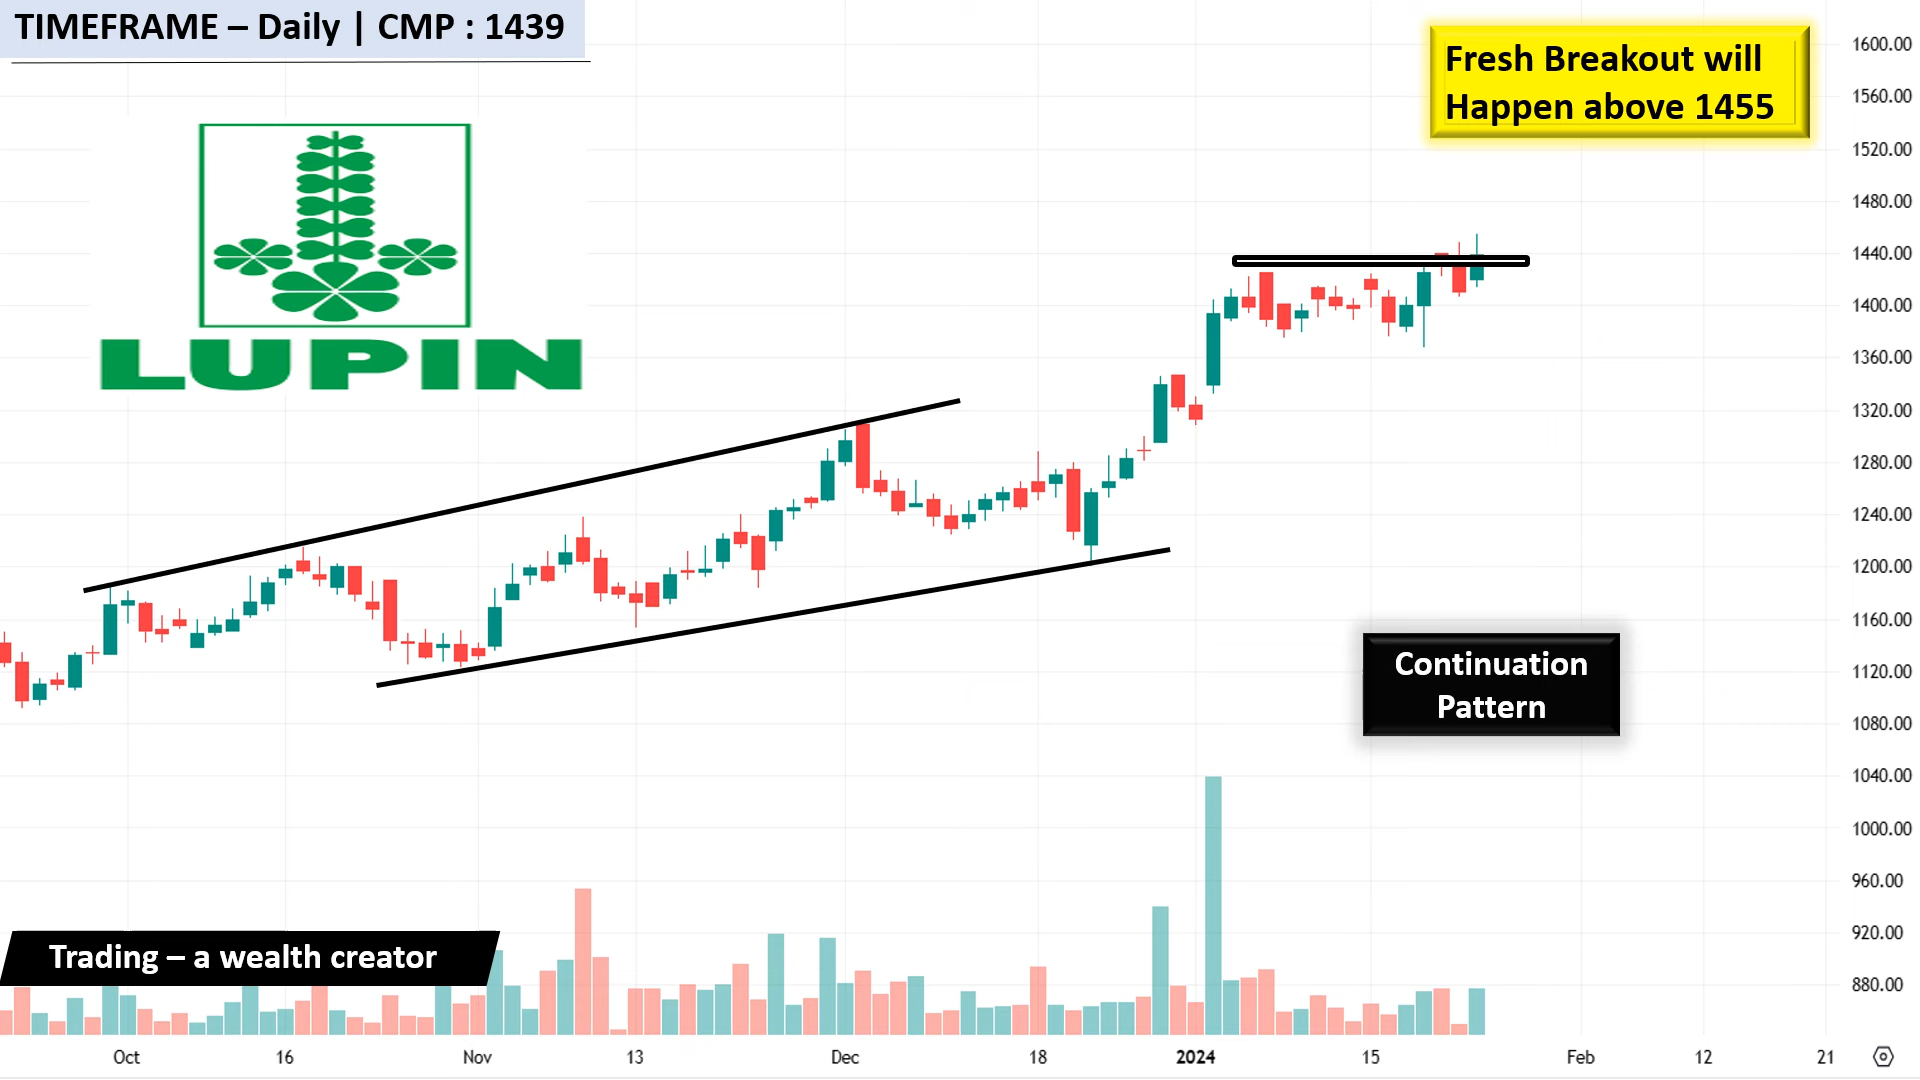 TIMEFRAME – Daily | CMP : 1439
Fresh Breakout will
Happen above 1455
LUPIN
Continuation
Pattern
Trading – a wealth creator
1600.00
1560.00
1520.00
1480.00
1440.00
1400.00
1360.00
1320.00
1280.00
1240.00
1200.00
1160.00
1120.00
1080.00
1040.00
1000.00
960.00
920.00
880.00
Oct 16 Nov 13 Dec 18 2024 15 Feb 12 21